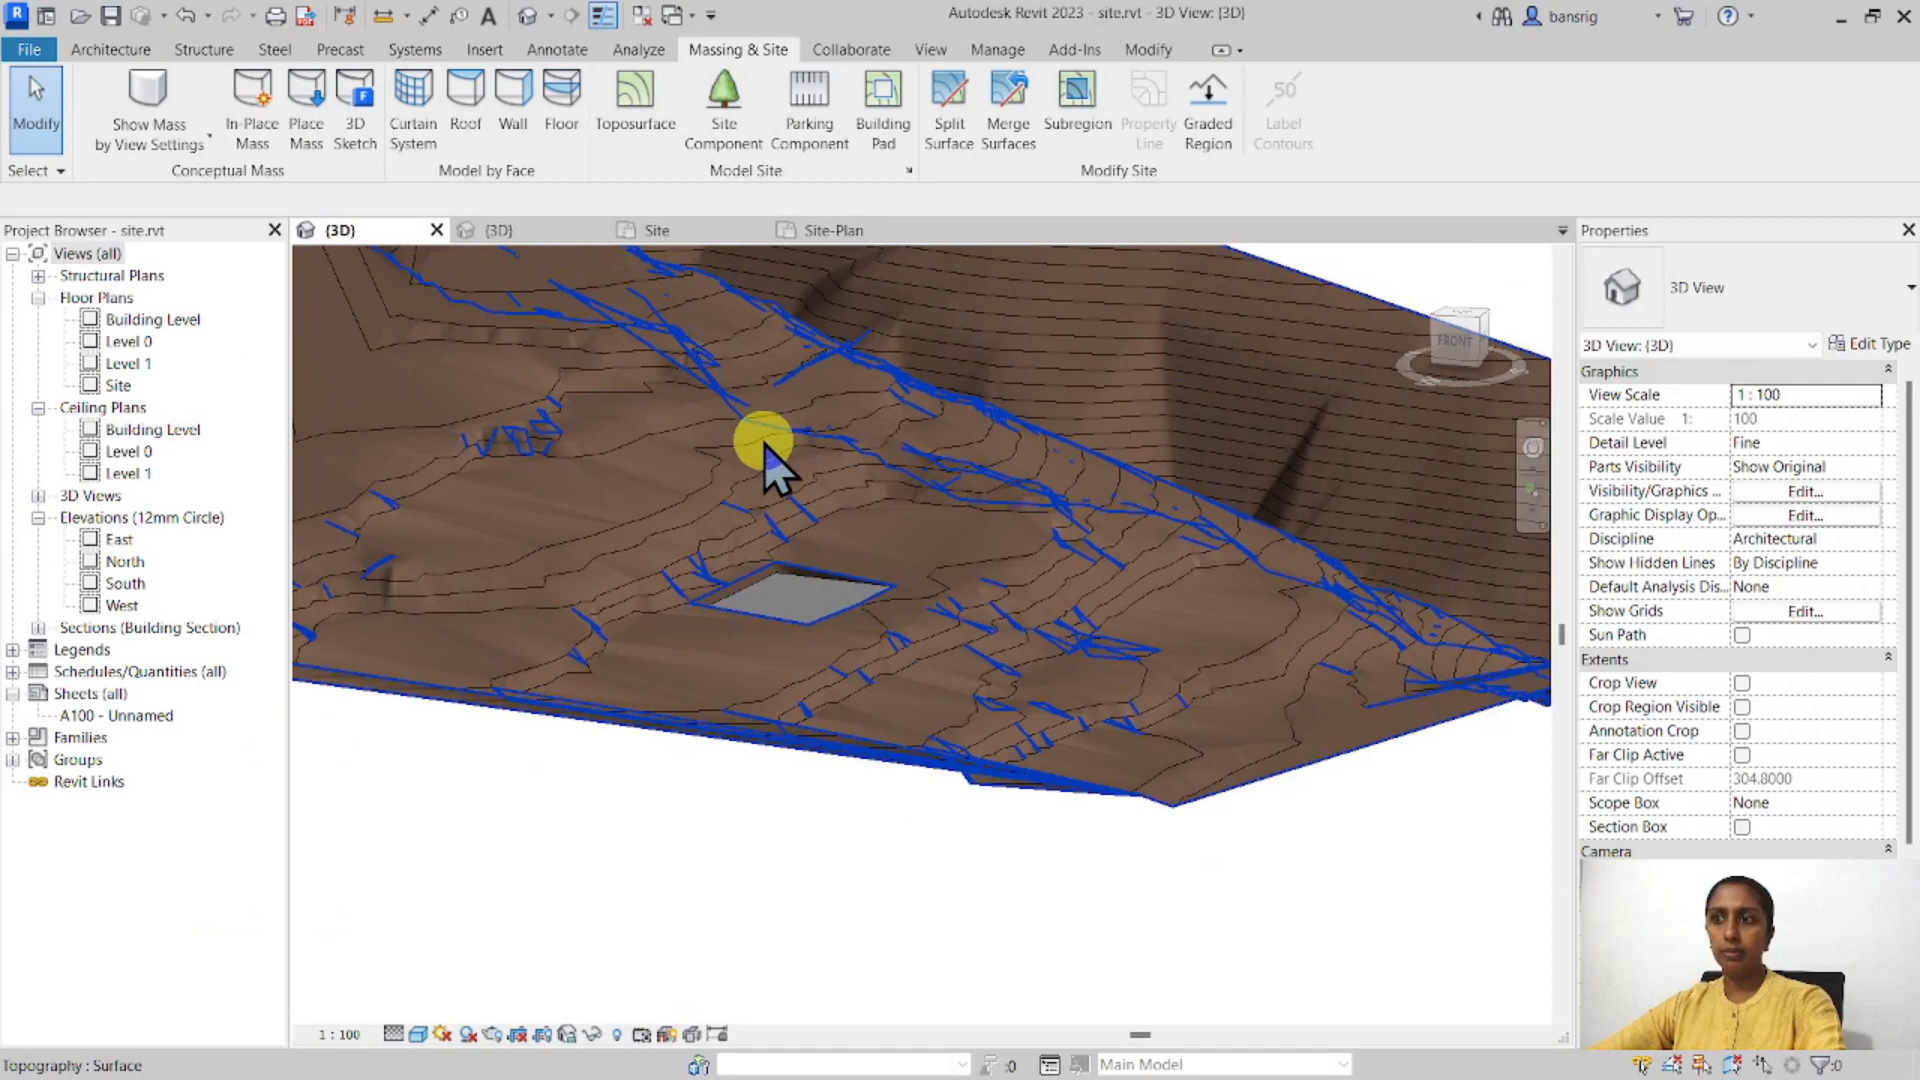 Autodesk Revit 2023 - site.rvt - 3D View: {3D}
bansrig
File Architecture Structure Steel Precast Systems Insert Annotate Analyze Massing & Site Collaborate View Manage Add-Ins Modify
Modify
Show Mass
by View Settings
In-Place
Mass
Place
Mass
3D
Sketch
Curtain
System
Roof
Wall
Floor
Toposurface
Site
Component
Parking
Component
Building
Pad
Split
Surface
Merge
Surfaces
Subregion
Property
Line
Graded
Region
50
Label
Contours
Select
Conceptual Mass
Model by Face
Model Site
Modify Site
Project Browser - site.rvt
{3D}
{3D}
Site
Site-Plan
Views (all)
Structural Plans
Floor Plans
Building Level
Level 0
Level 1
Site
Ceiling Plans
Building Level
Level 0
Level 1
3D Views
Elevations (12mm Circle)
East
North
South
West
Sections (Building Section)
Legends
Schedules/Quantities (all)
Sheets (all)
A100 - Unnamed
Families
Groups
Revit Links
FRONT
Properties
3D View
3D View: {3D}
Edit Type
Graphics
View Scale 1 : 100
Scale Value 1: 100
Detail Level Fine
Parts Visibility Show Original
Visibility/Graphics ... Edit...
Graphic Display Op... Edit...
Discipline Architectural
Show Hidden Lines By Discipline
Default Analysis Dis... None
Show Grids Edit...
Sun Path
Extents
Crop View
Crop Region Visible
Annotation Crop
Far Clip Active
Far Clip Offset 304.8000
Scope Box None
Section Box
Camera
1 : 100
Topography : Surface
:0
Main Model
:0